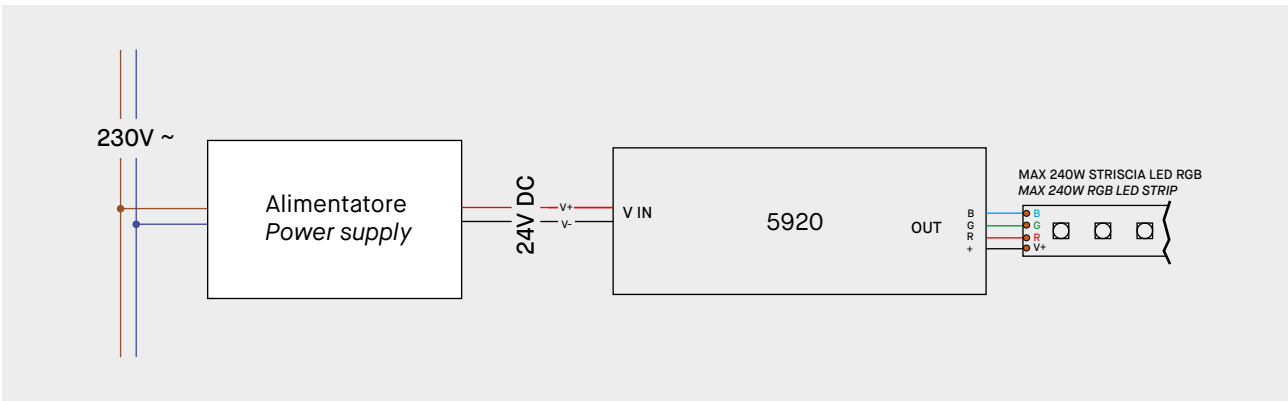 230V ~
Alimentatore
Power supply
24V DC
V+
V-
V IN
5920
OUT
B
G
R
+
MAX 240W STRISCIA LED RGB
MAX 240W RGB LED STRIP
B
G
R
V+